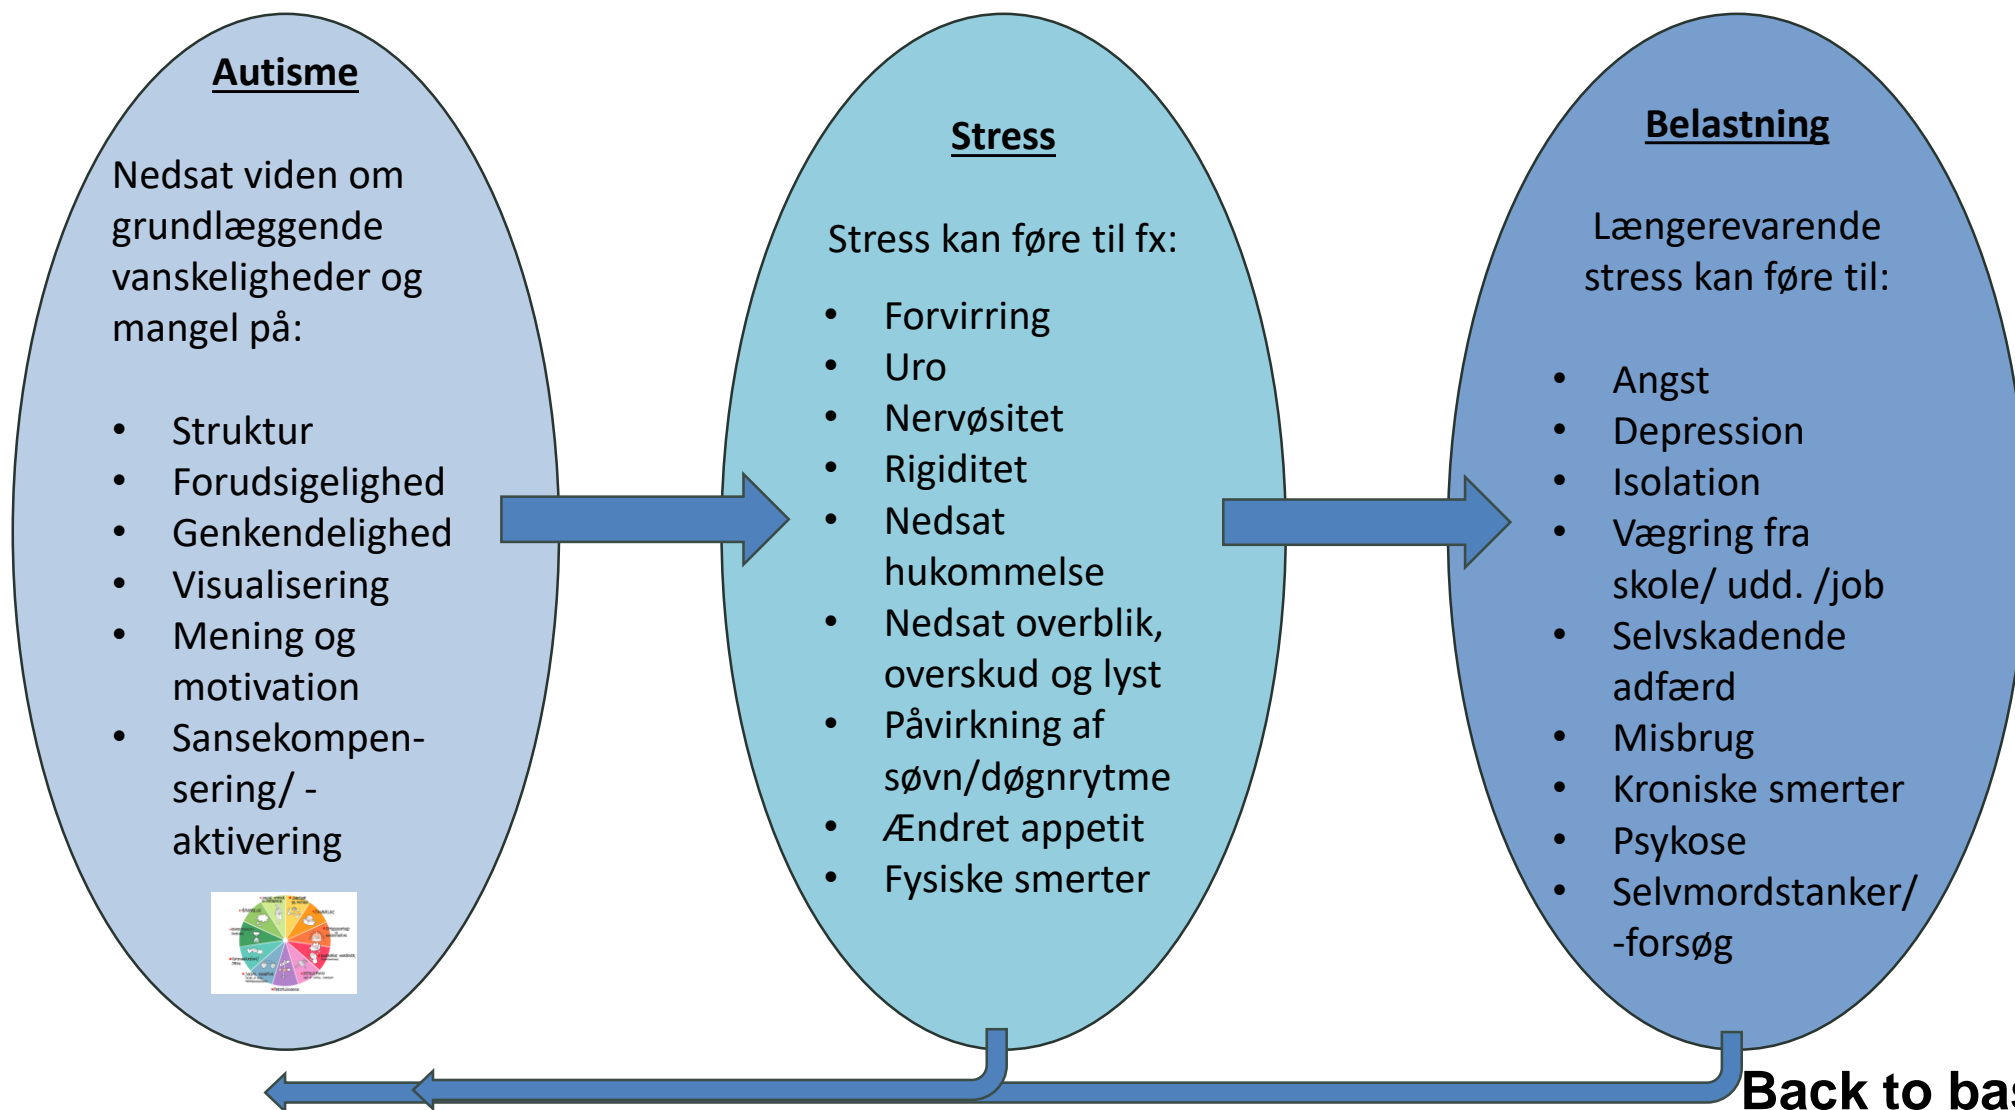 Autisme
Nedsat viden om
grundlæggende
vanskeligheder og
mangel på:
• Struktur
• Forudsigelighed
• Genkendelighed
• Visualisering
• Mening og
motivation
• Sansekompen-
sering/ -
aktivering
Stress
Stress kan føre til fx:
• Forvirring
• Uro
• Nervøsitet
• Rigiditet
• Nedsat
hukommelse
• Nedsat overblik,
overskud og lyst
• Påvirkning af
søvn/døgnrytme
• Ændret appetit
• Fysiske smerter
Belastning
Længerevarende
stress kan føre til:
• Angst
• Depression
• Isolation
• Vægring fra
skole/ udd. /job
• Selvskadende
adfærd
• Misbrug
• Kroniske smerter
• Psykose
• Selvmordstanker/
-forsøg
Back to bas